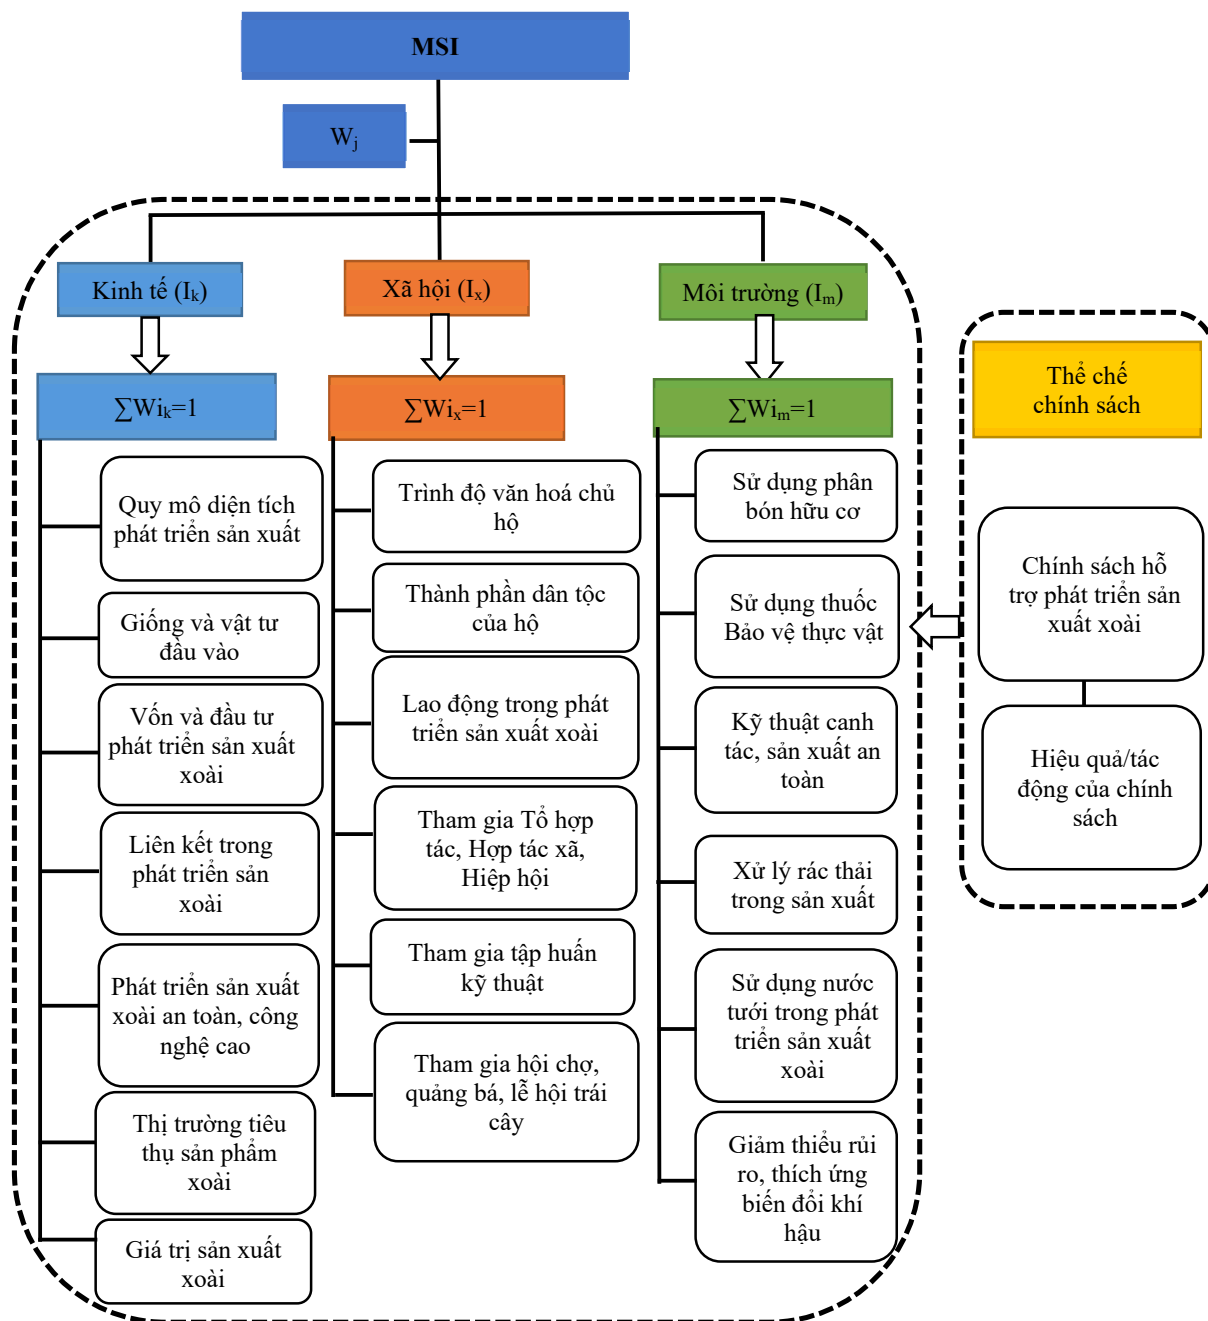 MSI
Wj
Kinh tế (Ik)
∑Wik=1
Quy mô diện tích
phát triển sản xuất
Giống và vật tư
đầu vào
Vốn và đầu tư
phát triển sản xuất
xoài
Liên kết trong
phát triển sản
xoài
Phát triển sản xuất
xoài an toàn, công
nghệ cao
Thị trường tiêu
thụ sản phẩm
xoài
Giá trị sản xuất
xoài
Xã hội (Ix)
∑Wix=1
Trình độ văn hoá chủ
hộ
Thành phần dân tộc
của hộ
Lao động trong phát
triển sản xuất xoài
Tham gia Tổ hợp
tác, Hợp tác xã,
Hiệp hội
Tham gia tập huấn
kỹ thuật
Tham gia hội chợ,
quảng bá, lễ hội trái
cây
Môi trường (Im)
∑Wim=1
Sử dụng phân
bón hữu cơ
Sử dụng thuốc
Bảo vệ thực vật
Kỹ thuật canh
tác, sản xuất an
toàn
Xử lý rác thải
trong sản xuất
Sử dụng nước
tưới trong phát
triển sản xuất
xoài
Giảm thiểu rủi
ro, thích ứng
biến đổi khí
hậu
Thể chế
chính sách
Chính sách hỗ
trợ phát triển sản
xuất xoài
Hiệu quả/tác
động của chính
sách